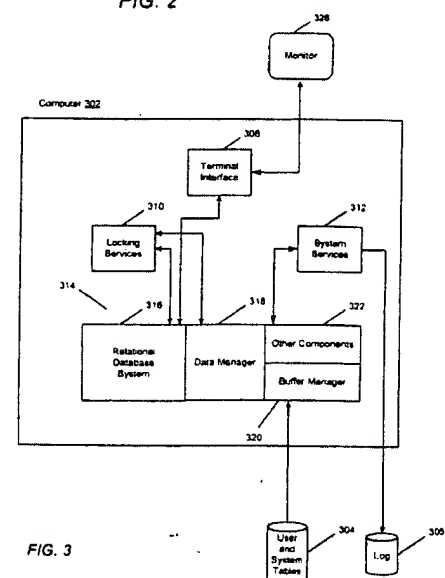 FIG. 2
326
Monitor
Computer 302
308
Terminal
Interface
310
Locking
Services
312
System
Services
314
316
318
322
Relational
Database
System
Data Manager
Other Components
Buffer Manager
320
User
and
System
Tables
304
Log
305
FIG. 3